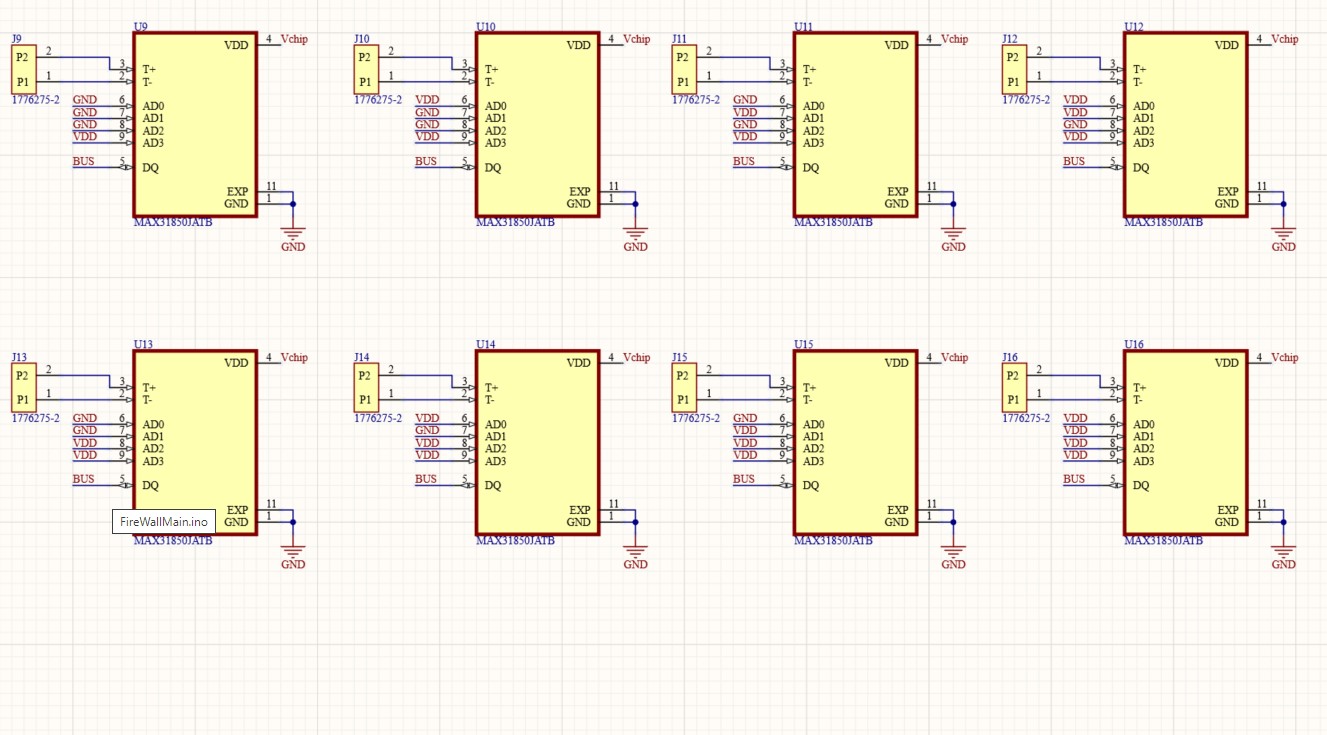 U9 U10 U11 U12
J9 VDD 4 Vchip J10 VDD 4 Vchip J11 VDD 4 Vchip J12 VDD 4 Vchip
P2 2 P2 2 P2 2 P2 2
3 T+ 3 T+ 3 T+ 3 T+
P1 1 2 T- P1 1 2 T- P1 1 2 T- P1 1 2 T-
1776275-2 1776275-2 1776275-2 1776275-2
GND 6 AD0 VDD 6 AD0 GND 6 AD0 VDD 6 AD0
GND 7 AD1 GND 7 AD1 VDD 7 AD1 VDD 7 AD1
GND 8 AD2 GND 8 AD2 GND 8 AD2 GND 8 AD2
VDD 9 AD3 VDD 9 AD3 VDD 9 AD3 VDD 9 AD3
BUS 5 DQ BUS 5 DQ BUS 5 DQ BUS 5 DQ
EXP 11 EXP 11 EXP 11 EXP 11
GND 1 GND 1 GND 1 GND 1
MAX31850JATB MAX31850JATB MAX31850JATB MAX31850JATB
GND GND GND GND
U13 U14 U15 U16
J13 VDD 4 Vchip J14 VDD 4 Vchip J15 VDD 4 Vchip J16 VDD 4 Vchip
P2 2 P2 2 P2 2 P2 2
3 T+ 3 T+ 3 T+ 3 T+
P1 1 2 T- P1 1 2 T- P1 1 2 T- P1 1 2 T-
1776275-2 1776275-2 1776275-2 1776275-2
GND 6 AD0 VDD 6 AD0 GND 6 AD0 VDD 6 AD0
GND 7 AD1 GND 7 AD1 VDD 7 AD1 VDD 7 AD1
VDD 8 AD2 VDD 8 AD2 VDD 8 AD2 VDD 8 AD2
VDD 9 AD3 VDD 9 AD3 VDD 9 AD3 VDD 9 AD3
BUS 5 DQ BUS 5 DQ BUS 5 DQ BUS 5 DQ
EXP 11 EXP 11 EXP 11 EXP 11
FireWallMain.ino GND 1 GND 1 GND 1 GND 1
MAX31850JATB MAX31850JATB MAX31850JATB MAX31850JATB
GND GND GND GND